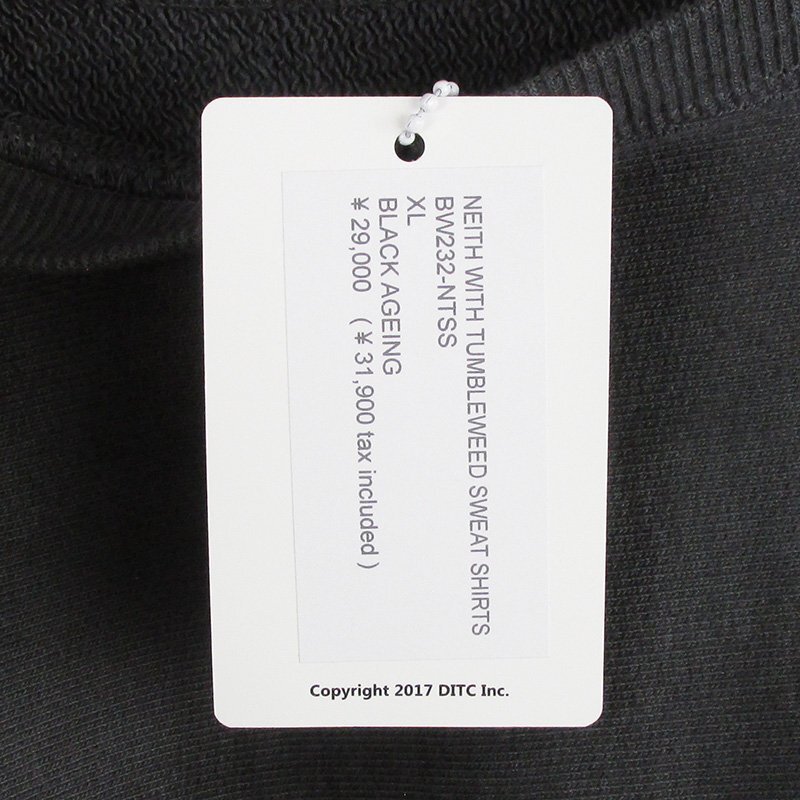 NEITH WITH TUMBLEWEED SWEAT SHIRTS
BW232-NTSS
XL
BLACK AGEING
¥ 29,000 ( ¥ 31,900 tax included )
Copyright 2017 DITC Inc.